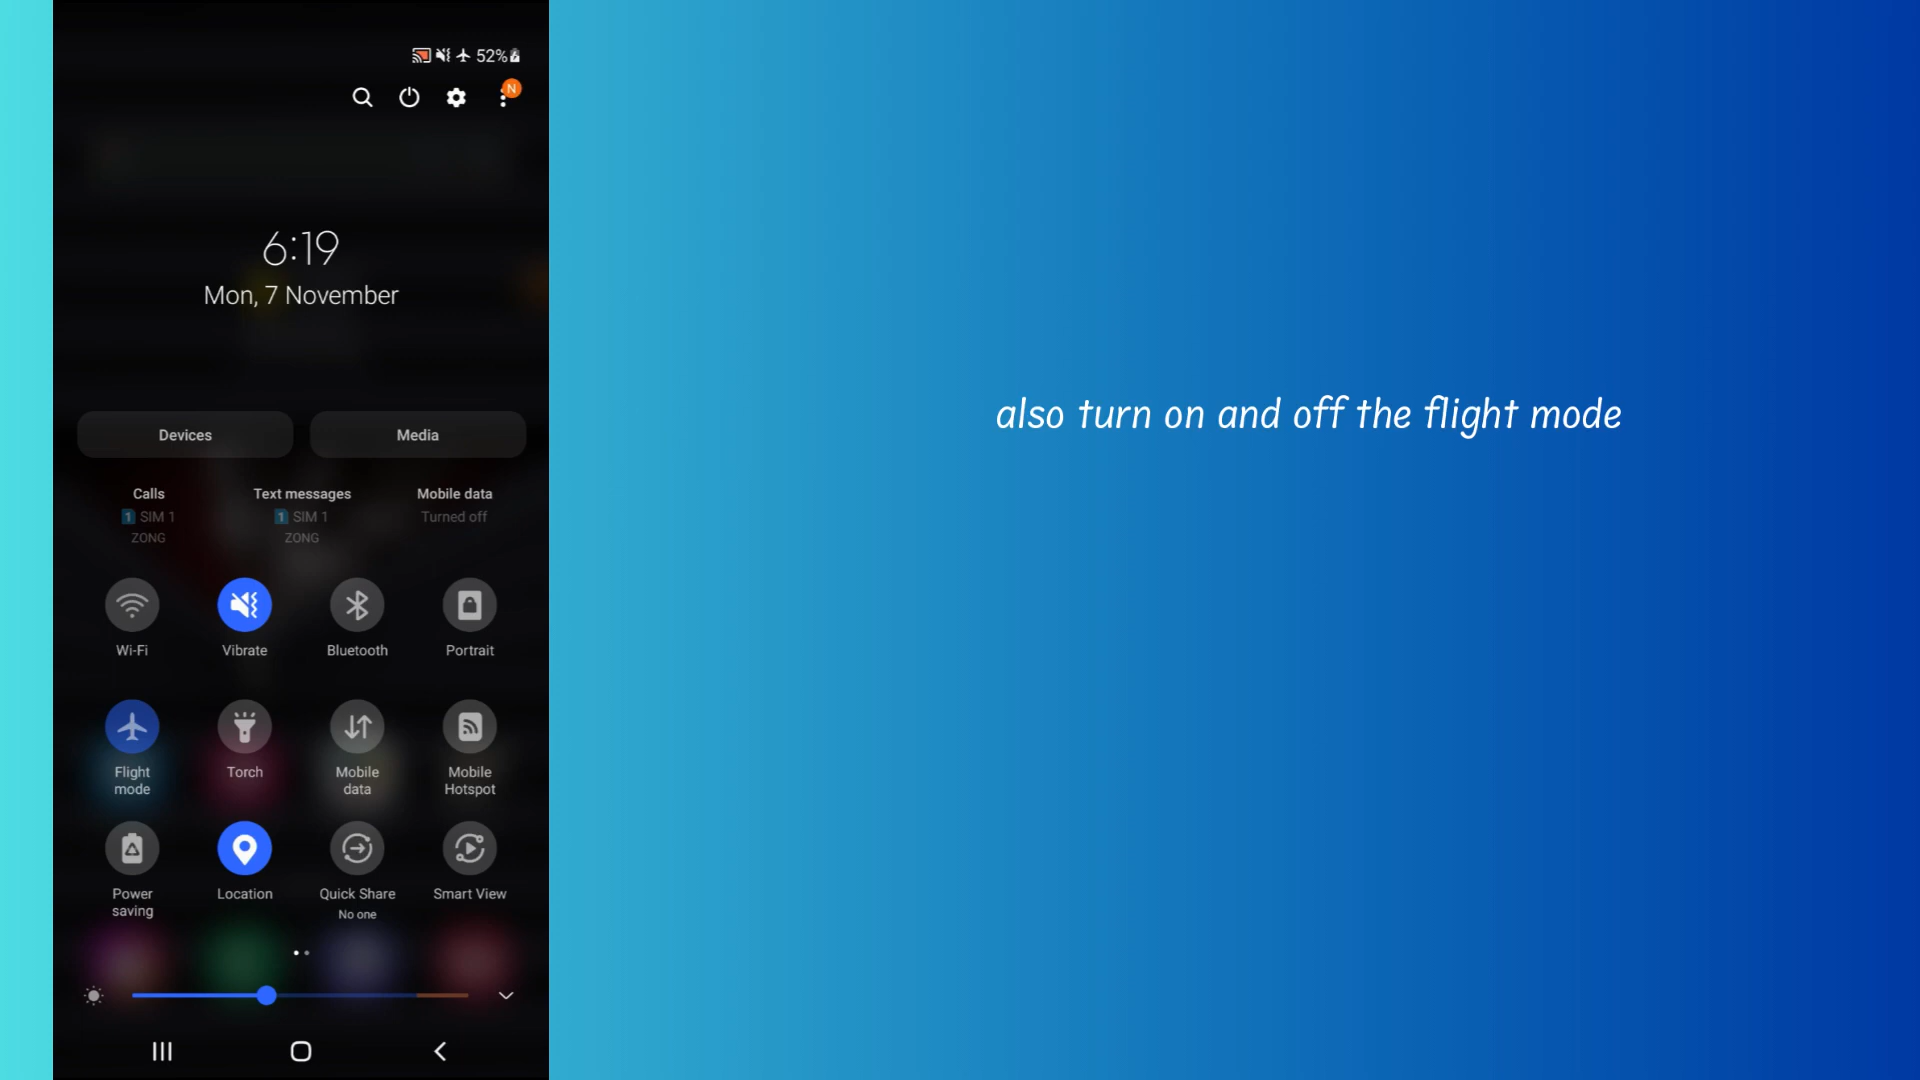 52%
N
6:19
Mon, 7 November
Devices
Media
Calls
Text messages
Mobile data
1 SIM 1
1 SIM 1
Turned off
ZONG
ZONG
Wi-Fi
Vibrate
Bluetooth
Portrait
Flight
mode
Torch
Mobile
data
Mobile
Hotspot
Power
saving
Location
Quick Share
No one
Smart View
also turn on and off the flight mode